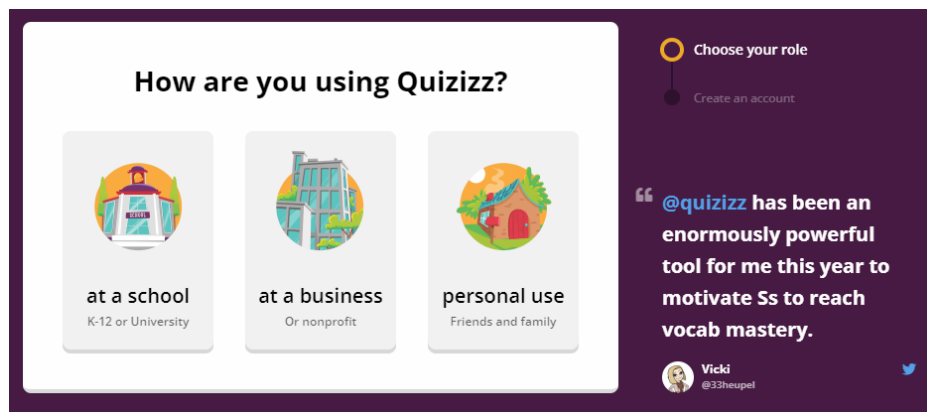 How are you using Quizizz?
SCHOOL
at a school
K-12 or University
at a business
Or nonprofit
personal use
Friends and family
Choose your role
Create an account
“ @quizizz has been an
enormously powerful
tool for me this year to
motivate Ss to reach
vocab mastery.
Vicki
@33heupel